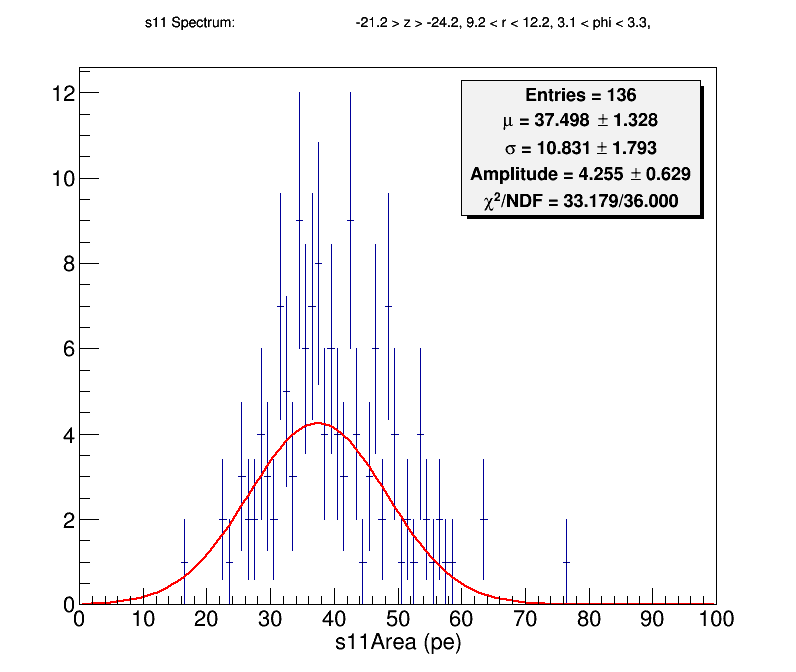 s11 Spectrum: -21.2 > z > -24.2, 9.2 < r < 12.2, 3.1 < phi < 3.3,
Entries = 136
μ = 37.498 ± 1.328
σ = 10.831 ± 1.793
Amplitude = 4.255 ± 0.629
χ²/NDF = 33.179/36.000
12
10
8
6
4
2
0
0 10 20 30 40 50 60 70 80 90 100
s11Area (pe)